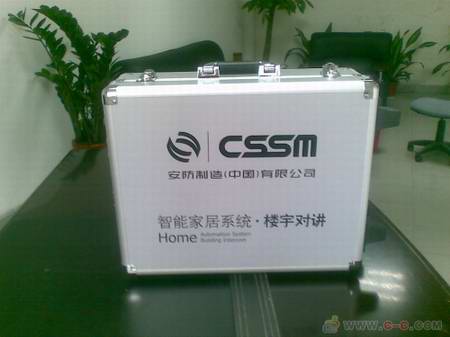 CSSM
安防制造(中国)有限公司
智能家居系统·楼宇对讲
Home Automation System
Building Intercom
WWW.C-C.COM